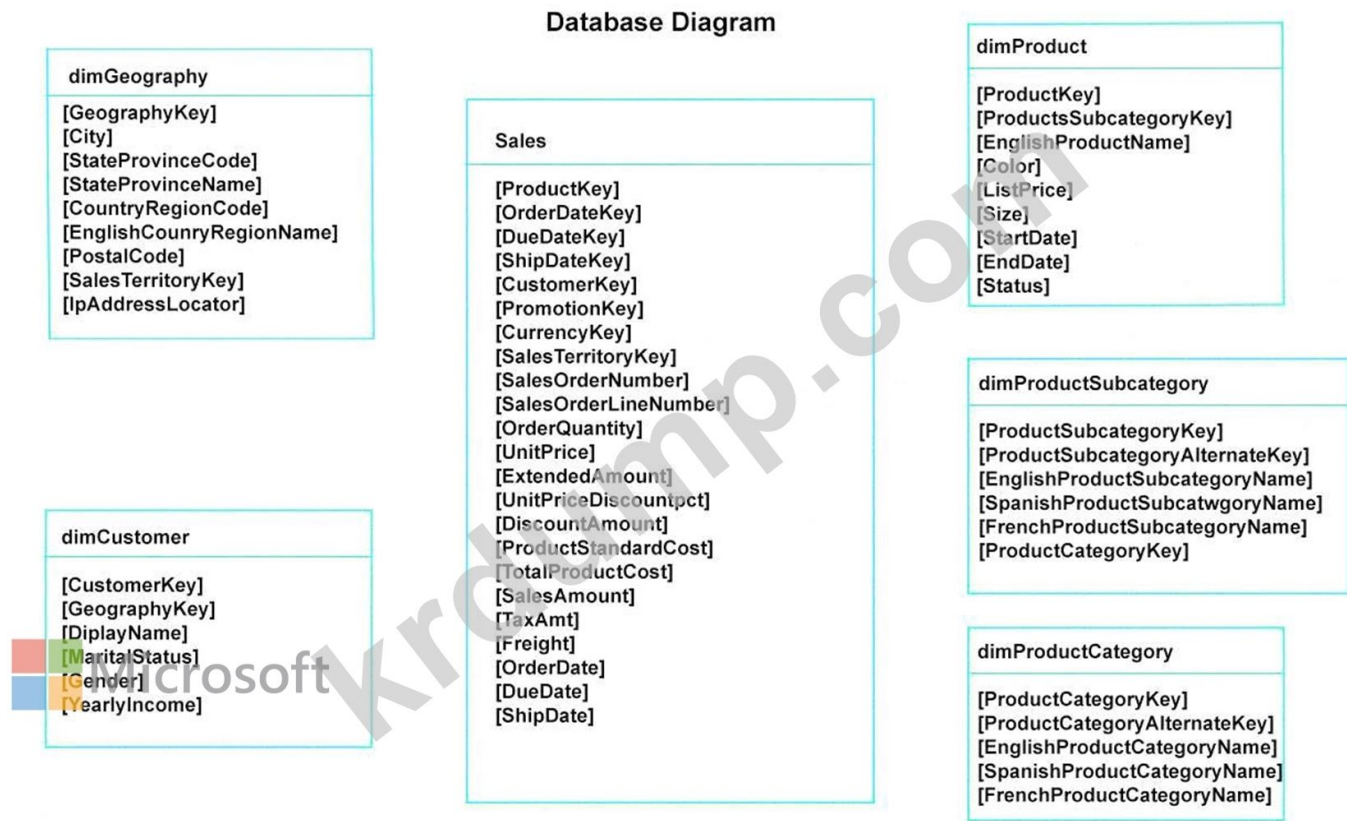 Database Diagram
dimGeography
[GeographyKey]
[City]
[StateProvinceCode]
[StateProvinceName]
[CountryRegionCode]
[EnglishCounryRegionName]
[PostalCode]
[SalesTerritoryKey]
[IpAddressLocator]
dimCustomer
[CustomerKey]
[GeographyKey]
[DiplayName]
[MaritalStatus]
[Gender]
[YearlyIncome]
Microsoft
Sales
[ProductKey]
[OrderDateKey]
[DueDateKey]
[ShipDateKey]
[CustomerKey]
[PromotionKey]
[CurrencyKey]
[SalesTerritoryKey]
[SalesOrderNumber]
[SalesOrderLineNumber]
[OrderQuantity]
[UnitPrice]
[ExtendedAmount]
[UnitPriceDiscountpct]
[DiscountAmount]
[ProductStandardCost]
[TotalProductCost]
[SalesAmount]
[TaxAmt]
[Freight]
[OrderDate]
[DueDate]
[ShipDate]
krdump.com
dimProduct
[ProductKey]
[ProductsSubcategoryKey]
[EnglishProductName]
[Color]
[ListPrice]
[Size]
[StartDate]
[EndDate]
[Status]
dimProductSubcategory
[ProductSubcategoryKey]
[ProductSubcategoryAlternateKey]
[EnglishProductSubcategoryName]
[SpanishProductSubcatwgoryName]
[FrenchProductSubcategoryName]
[ProductCategoryKey]
dimProductCategory
[ProductCategoryKey]
[ProductCategoryAlternateKey]
[EnglishProductCategoryName]
[SpanishProductCategoryName]
[FrenchProductCategoryName]